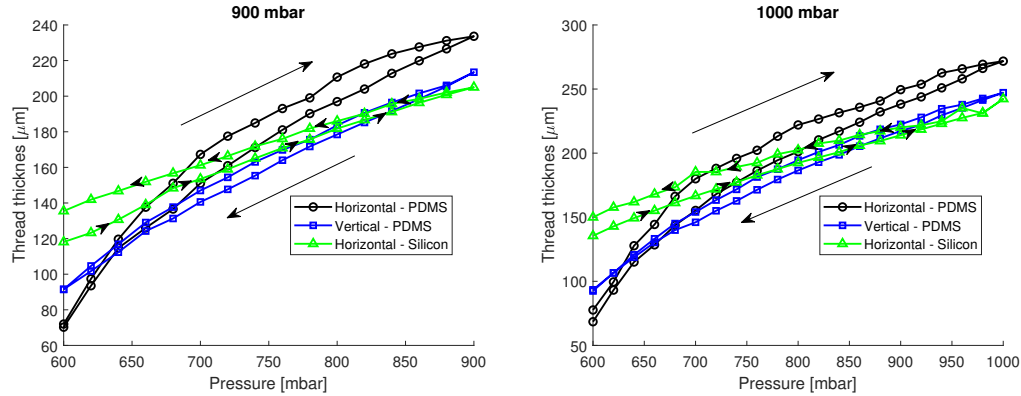 900 mbar
240
220
200
180
160
140
120
100
80
60
600
650
700
750
800
850
900
Thread thicknes [μm]
Pressure [mbar]
Horizontal - PDMS
Vertical - PDMS
Horizontal - Silicon
1000 mbar
300
250
200
150
100
50
600
650
700
750
800
850
900
950
1000
Thread thicknes [μm]
Pressure [mbar]
Horizontal - PDMS
Vertical - PDMS
Horizontal - Silicon